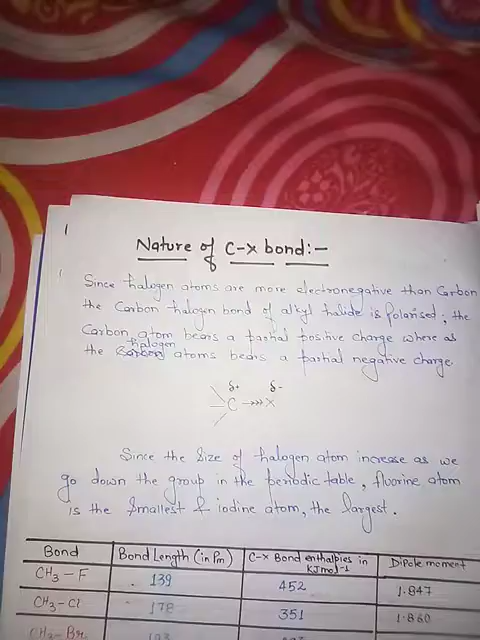 Nature of C-X bond:-
Since halogen atoms are more electronegative than Carbon
the Carbon halogen bond of alkyl halide is polarised; the
Carbon atom bears a partial positive charge where as
halogen
the atoms bears a partial negative charge.
δ+ δ-
C →→→ X
Since the Size of halogen atom increase as we
go down the group in the periodic table, fluorine atom
is the Smallest & iodine atom, the largest.
Bond Bond Length (in Pm) C-X Bond enthalpies in KJmol-1 Dipole moment
CH3-F 139 452 1.847
CH3-Cl 178 351 1.860
CH3-Br 193